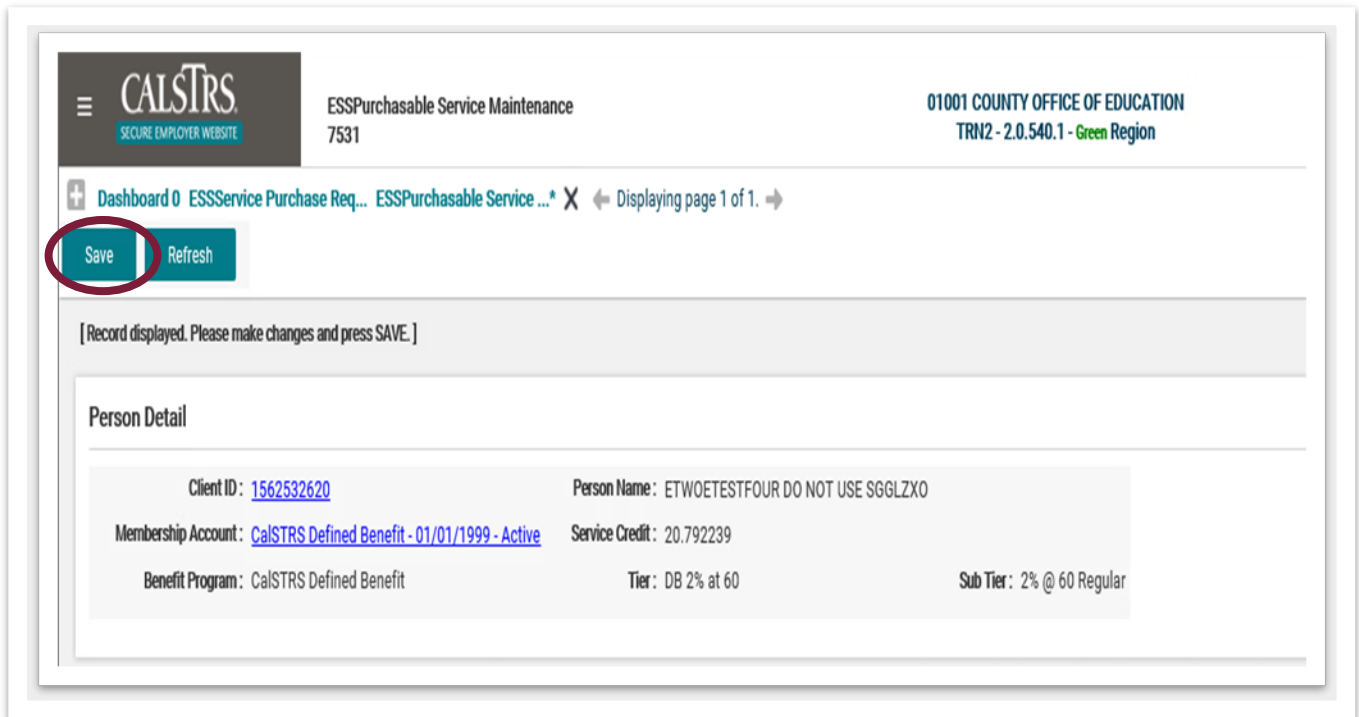 ≡ CALSTRS.
SECURE EMPLOYER WEBSITE
ESSPurchasable Service Maintenance
7531
01001 COUNTY OFFICE OF EDUCATION
TRN2 - 2.0.540.1 - Green Region
Dashboard 0 ESSService Purchase Req... ESSPurchasable Service ...* X Displaying page 1 of 1.
Save Refresh
[ Record displayed. Please make changes and press SAVE. ]
Person Detail
Client ID : 1562532620 Person Name : ETWOETESTFOUR DO NOT USE SGGLZXO
Membership Account : CalSTRS Defined Benefit - 01/01/1999 - Active Service Credit : 20.792239
Benefit Program : CalSTRS Defined Benefit Tier : DB 2% at 60 Sub Tier : 2% @ 60 Regular